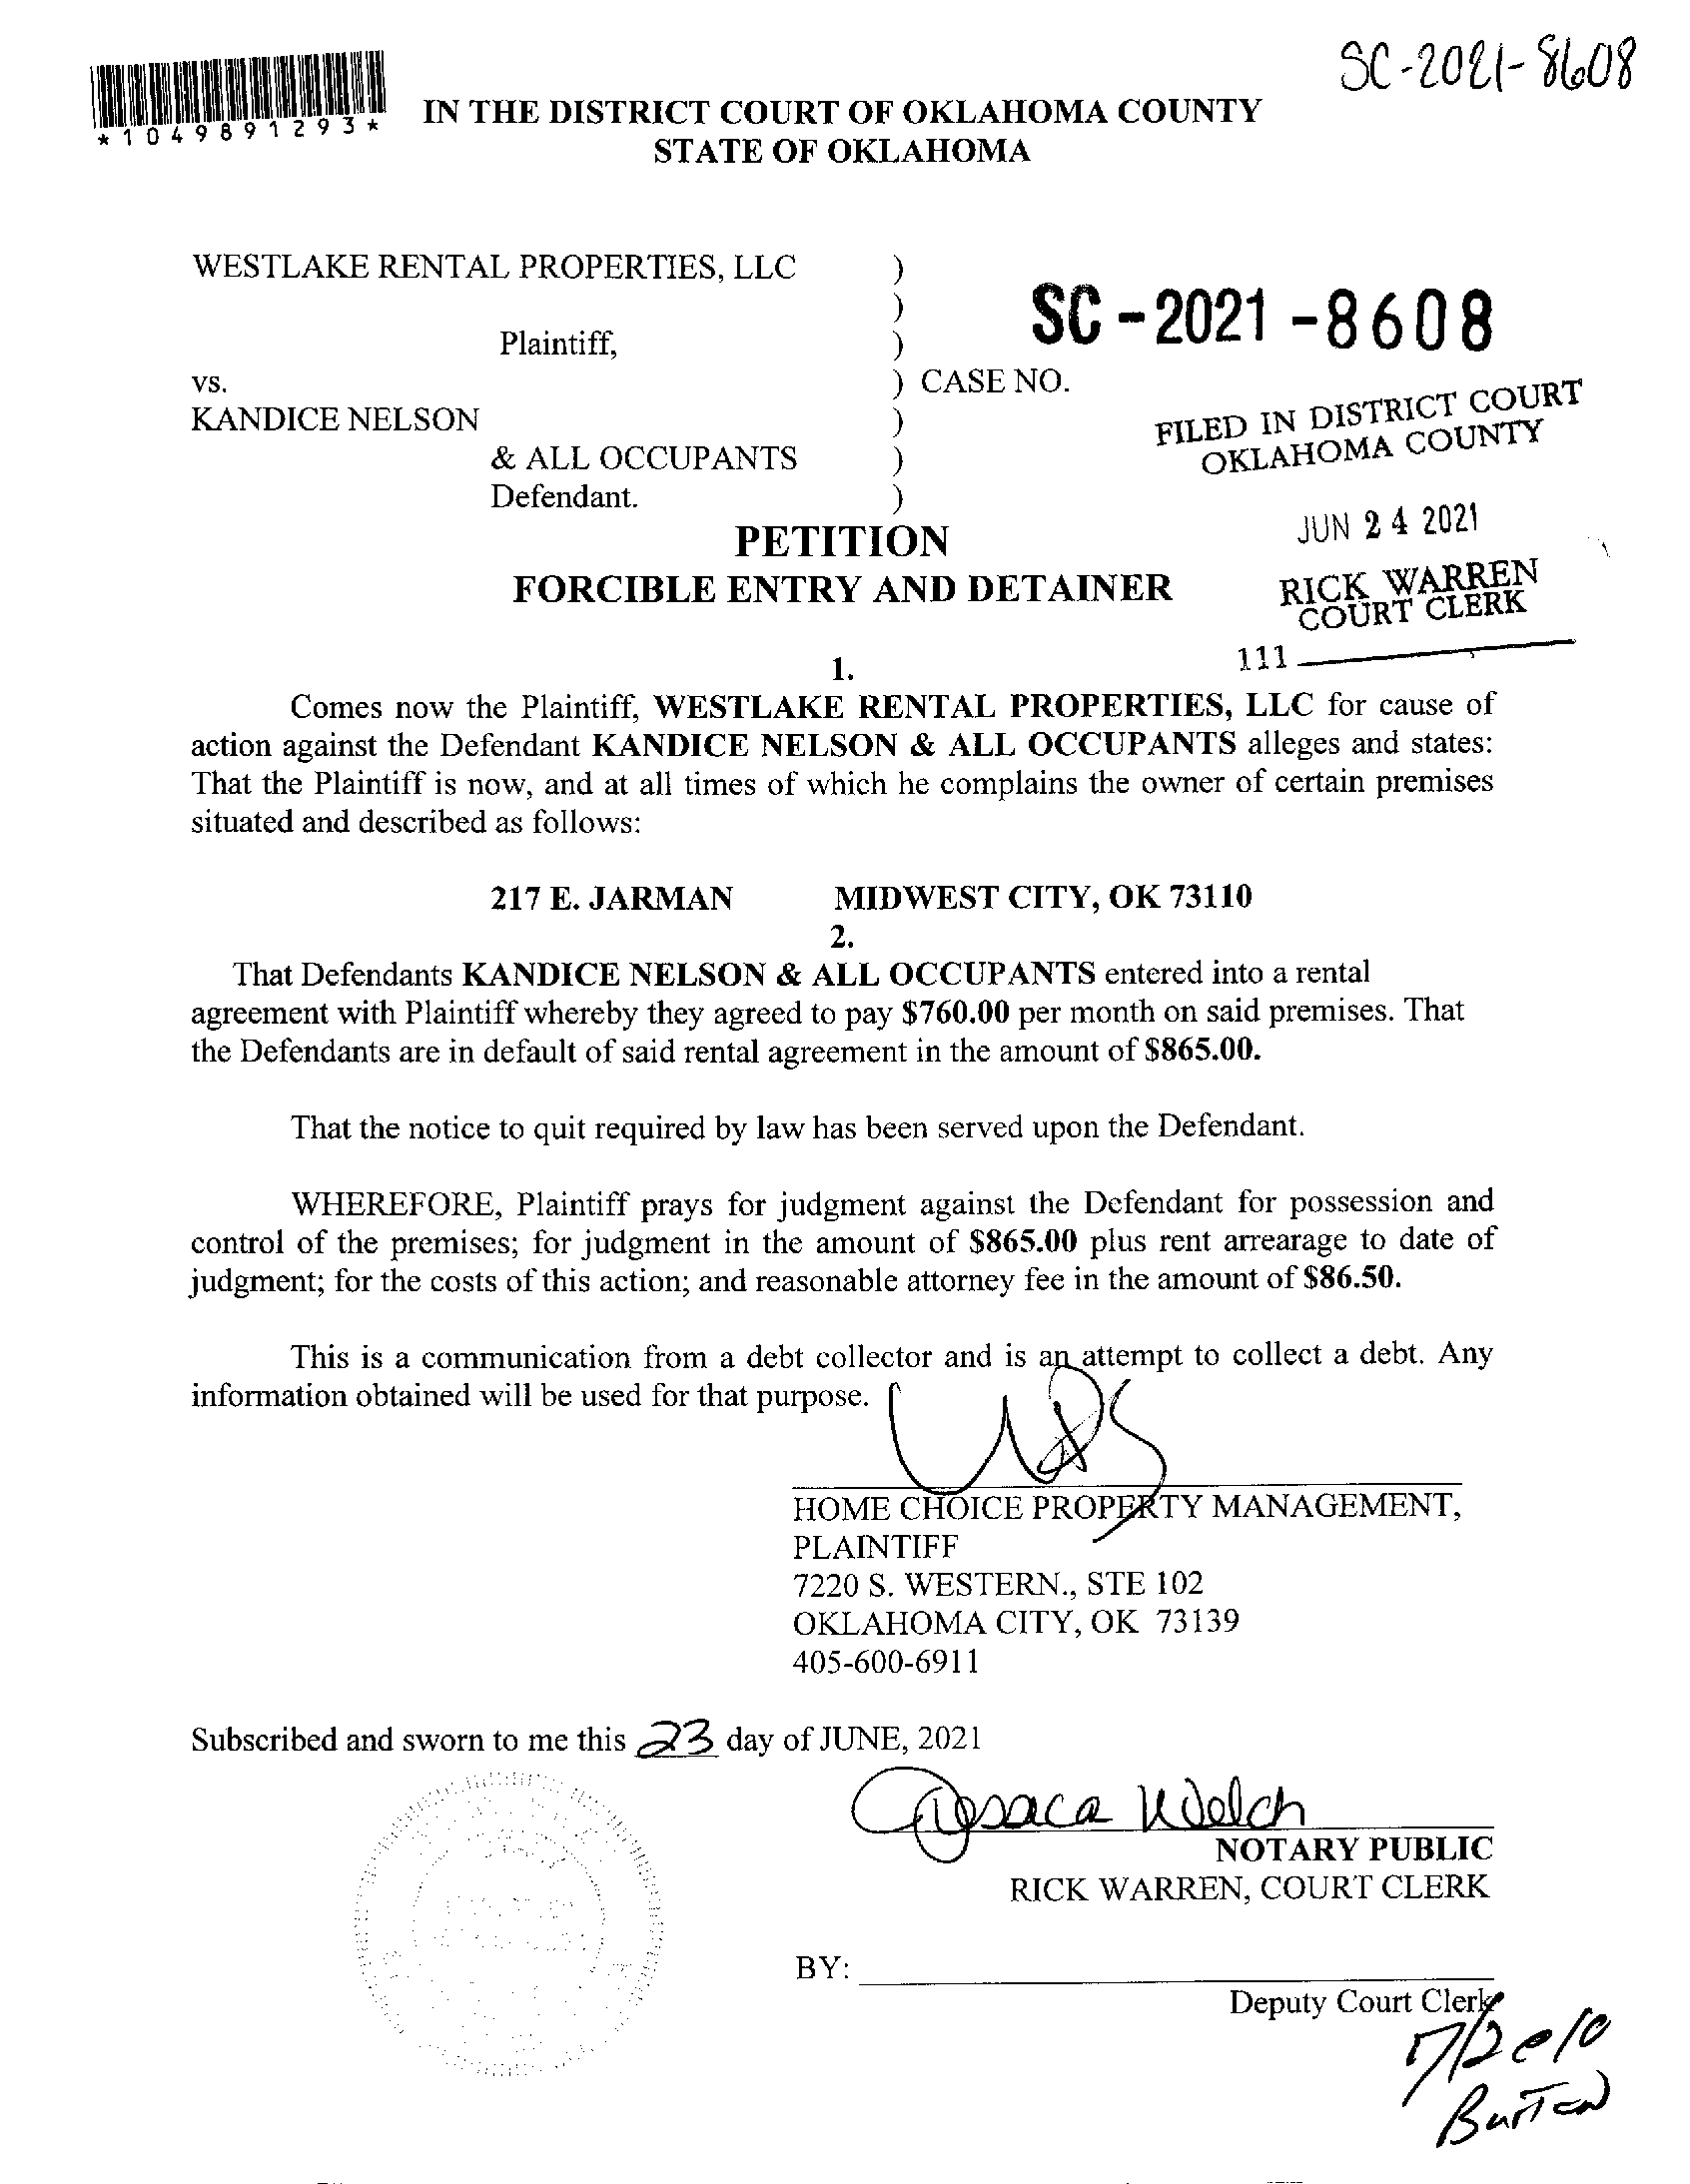 SC-2021-8608
*1049891293*
IN THE DISTRICT COURT OF OKLAHOMA COUNTY
STATE OF OKLAHOMA
WESTLAKE RENTAL PROPERTIES, LLC )
)
Plaintiff, )
vs. ) CASE NO.
SC-2021-8608
KANDICE NELSON )
& ALL OCCUPANTS )
Defendant. )
FILED IN DISTRICT COURT
OKLAHOMA COUNTY
JUN 24 2021
RICK WARREN
COURT CLERK
111
PETITION
FORCIBLE ENTRY AND DETAINER
1.
Comes now the Plaintiff, WESTLAKE RENTAL PROPERTIES, LLC for cause of
action against the Defendant KANDICE NELSON & ALL OCCUPANTS alleges and states:
That the Plaintiff is now, and at all times of which he complains the owner of certain premises
situated and described as follows:
217 E. JARMAN MIDWEST CITY, OK 73110
2.
That Defendants KANDICE NELSON & ALL OCCUPANTS entered into a rental
agreement with Plaintiff whereby they agreed to pay $760.00 per month on said premises. That
the Defendants are in default of said rental agreement in the amount of $865.00.
That the notice to quit required by law has been served upon the Defendant.
WHEREFORE, Plaintiff prays for judgment against the Defendant for possession and
control of the premises; for judgment in the amount of $865.00 plus rent arrearage to date of
judgment; for the costs of this action; and reasonable attorney fee in the amount of $86.50.
This is a communication from a debt collector and is an attempt to collect a debt. Any
information obtained will be used for that purpose.
HOME CHOICE PROPERTY MANAGEMENT,
PLAINTIFF
7220 S. WESTERN., STE 102
OKLAHOMA CITY, OK 73139
405-600-6911
Subscribed and sworn to me this 23 day of JUNE, 2021
Welch
NOTARY PUBLIC
RICK WARREN, COURT CLERK
BY:
Deputy Court Clerk
7/2 @ 10
Burton